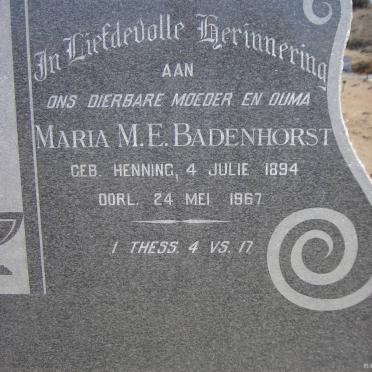 In Liefdevolle Herinnering
AAN
ONS DIERBARE MOEDER EN OUMA
MARIA M.E. BADENHORST
GEB. HENNING, 4 JULIE 1894
OORL. 24 MEI 1967
1 THESS. 4 VS. 17